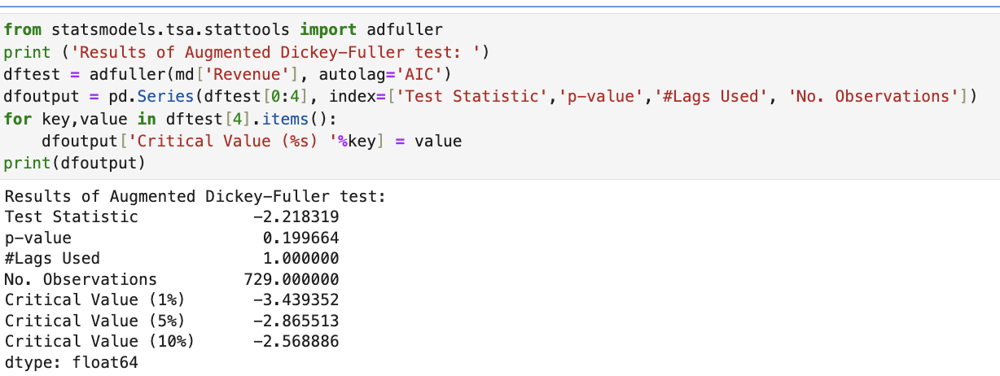 from statsmodels.tsa.stattools import adfuller
print ('Results of Augmented Dickey–Fuller test: ')
dftest = adfuller(md['Revenue'], autolag='AIC')
dfoutput = pd.Series(dftest[0:4], index=['Test Statistic','p-value','#Lags Used', 'No. Observations'])
for key,value in dftest[4].items():
    dfoutput['Critical Value (%s) '%key] = value
print(dfoutput)
Results of Augmented Dickey–Fuller test:
Test Statistic            -2.218319
p-value                    0.199664
#Lags Used                 1.000000
No. Observations         729.000000
Critical Value (1%)       -3.439352
Critical Value (5%)       -2.865513
Critical Value (10%)      -2.568886
dtype: float64